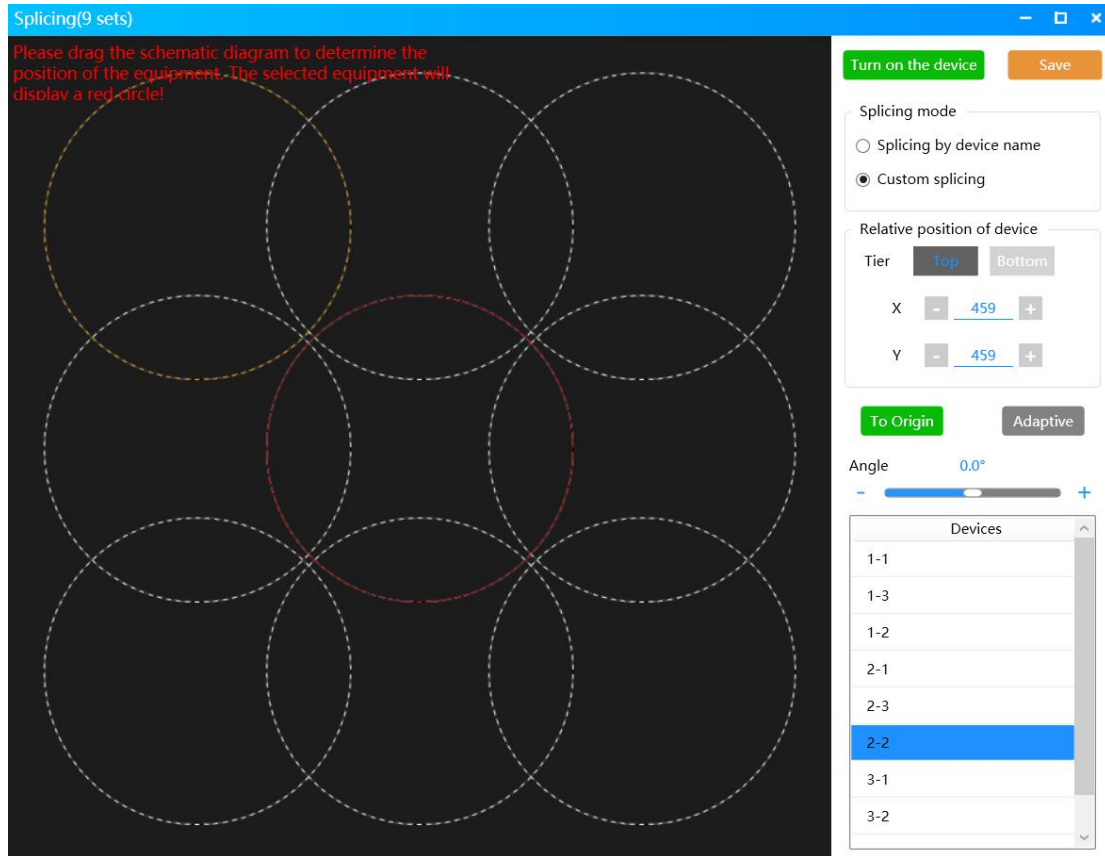 Splicing(9 sets)
Please drag the schematic diagram to determine the
position of the equipment. The selected equipment will
display a red circle!
Turn on the device
Save
Splicing mode
Splicing by device name
Custom splicing
Relative position of device
Tier
Top
Bottom
X
-
459
+
Y
-
459
+
To Origin
Adaptive
Angle
0.0°
-
+
Devices
1-1
1-3
1-2
2-1
2-3
2-2
3-1
3-2